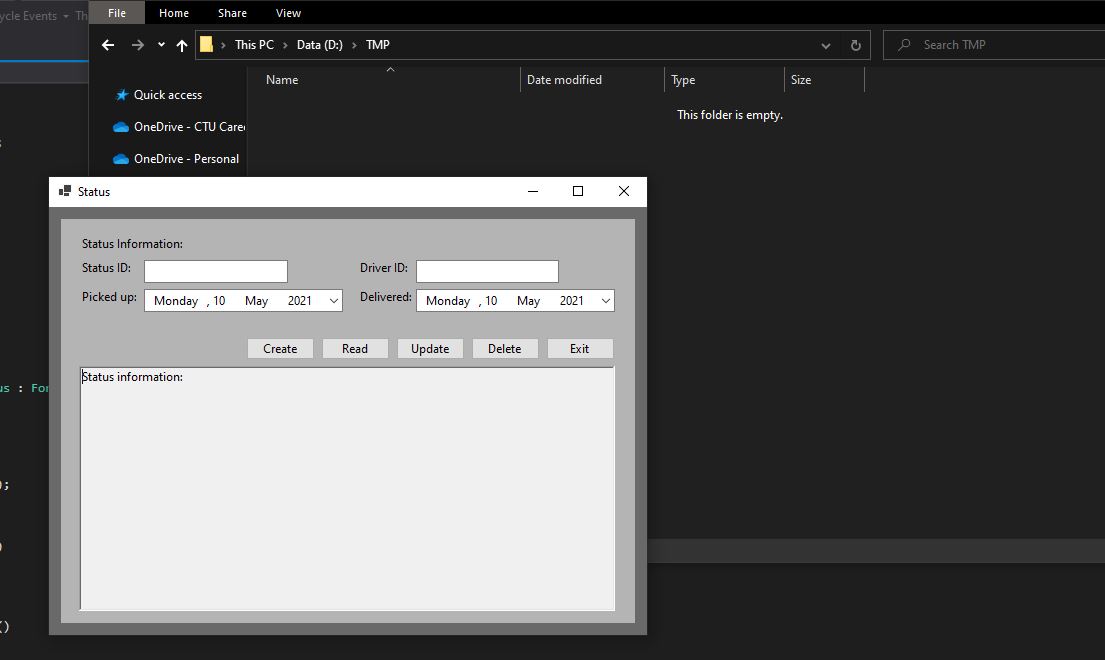 ycle Events
Th
File Home Share View
This PC > Data (D:) > TMP
Search TMP
Name Date modified Type Size
This folder is empty.
Quick access
OneDrive - CTU Caree
OneDrive - Personal
Status
Status Information:
Status ID: Driver ID:
Picked up: Monday , 10 May 2021 Delivered: Monday , 10 May 2021
Create Read Update Delete Exit
Status information:
us : For
);
)
()